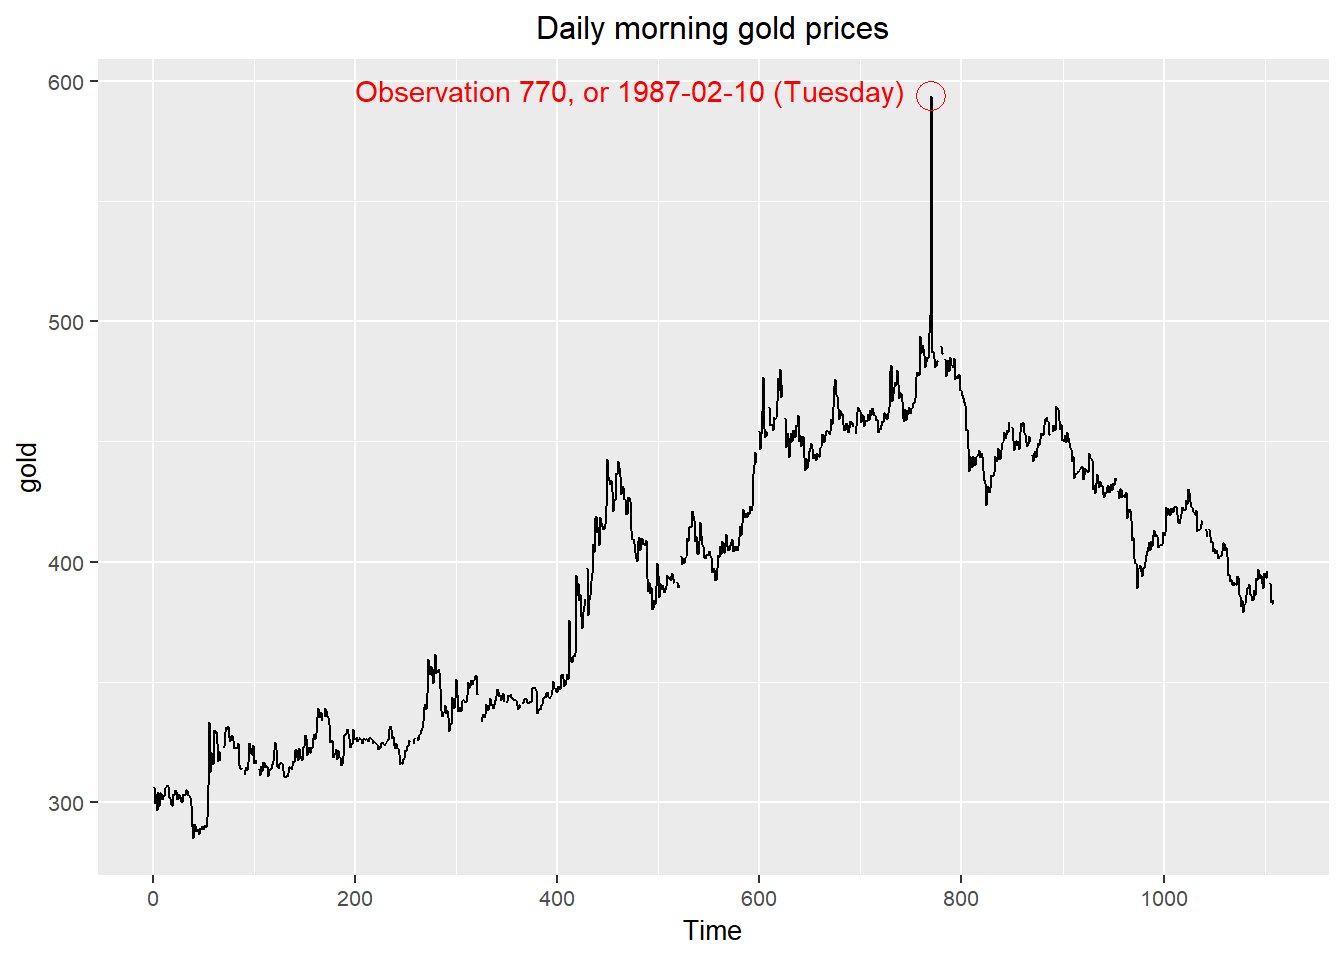 Daily morning gold prices
600
Observation 770, or 1987-02-10 (Tuesday)
500
gold
400
300
0 200 400 600 800 1000
Time